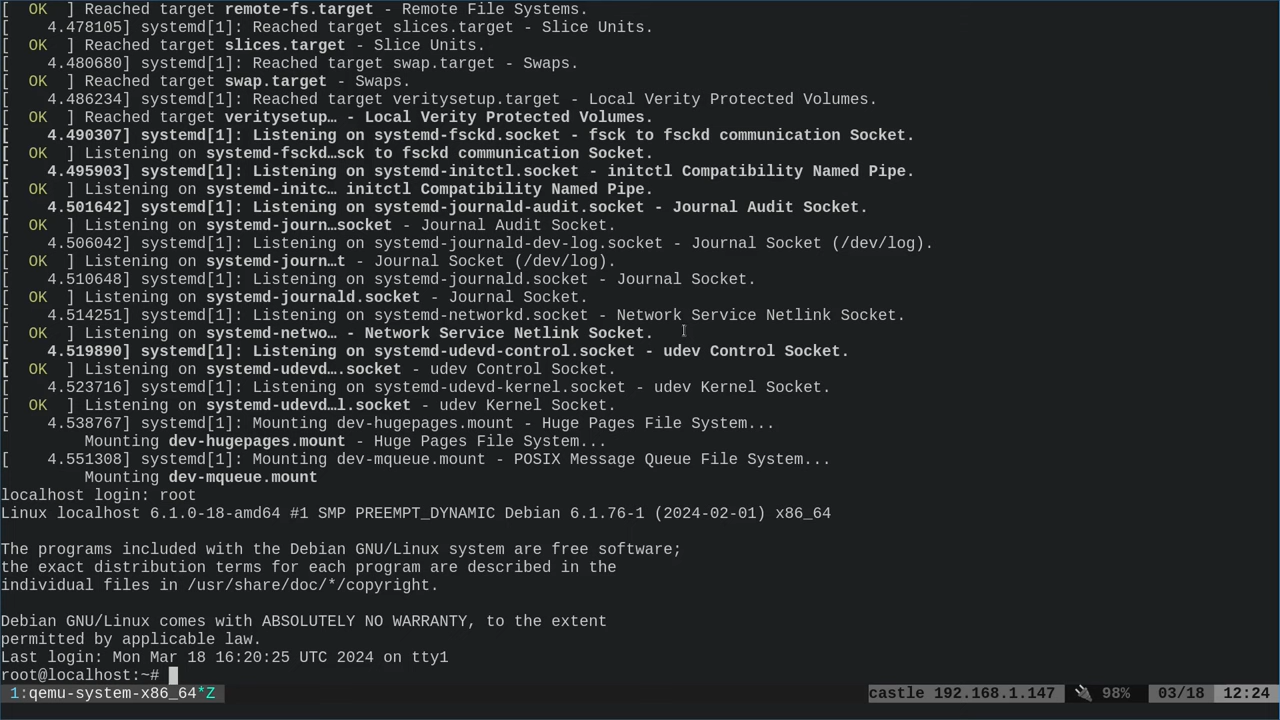 [  OK  ] Reached target remote-fs.target - Remote File Systems.
[    4.478105] systemd[1]: Reached target slices.target - Slice Units.
[  OK  ] Reached target slices.target - Slice Units.
[    4.480680] systemd[1]: Reached target swap.target - Swaps.
[  OK  ] Reached target swap.target - Swaps.
[    4.486234] systemd[1]: Reached target veritysetup.target - Local Verity Protected Volumes.
[  OK  ] Reached target veritysetup… - Local Verity Protected Volumes.
[    4.490307] systemd[1]: Listening on systemd-fsckd.socket - fsck to fsckd communication Socket.
[  OK  ] Listening on systemd-fsckd…sck to fsckd communication Socket.
[    4.495903] systemd[1]: Listening on systemd-initctl.socket - initctl Compatibility Named Pipe.
[  OK  ] Listening on systemd-initc… initctl Compatibility Named Pipe.
[    4.501642] systemd[1]: Listening on systemd-journald-audit.socket - Journal Audit Socket.
[  OK  ] Listening on systemd-journ…socket - Journal Audit Socket.
[    4.506042] systemd[1]: Listening on systemd-journald-dev-log.socket - Journal Socket (/dev/log).
[  OK  ] Listening on systemd-journ…t - Journal Socket (/dev/log).
[    4.510648] systemd[1]: Listening on systemd-journald.socket - Journal Socket.
[  OK  ] Listening on systemd-journald.socket - Journal Socket.
[    4.514251] systemd[1]: Listening on systemd-networkd.socket - Network Service Netlink Socket.
[  OK  ] Listening on systemd-netwo… - Network Service Netlink Socket.
[    4.519890] systemd[1]: Listening on systemd-udevd-control.socket - udev Control Socket.
[  OK  ] Listening on systemd-udevd….socket - udev Control Socket.
[    4.523716] systemd[1]: Listening on systemd-udevd-kernel.socket - udev Kernel Socket.
[  OK  ] Listening on systemd-udevd…l.socket - udev Kernel Socket.
[    4.538767] systemd[1]: Mounting dev-hugepages.mount - Huge Pages File System...
         Mounting dev-hugepages.mount - Huge Pages File System...
[    4.551308] systemd[1]: Mounting dev-mqueue.mount - POSIX Message Queue File System...
         Mounting dev-mqueue.mount
localhost login: root
Linux localhost 6.1.0-18-amd64 #1 SMP PREEMPT_DYNAMIC Debian 6.1.76-1 (2024-02-01) x86_64

The programs included with the Debian GNU/Linux system are free software;
the exact distribution terms for each program are described in the
individual files in /usr/share/doc/*/copyright.

Debian GNU/Linux comes with ABSOLUTELY NO WARRANTY, to the extent
permitted by applicable law.
Last login: Mon Mar 18 16:20:25 UTC 2024 on tty1
root@localhost:~#
1:qemu-system-x86_64*Z castle 192.168.1.147 🔌 98% 03/18 12:24